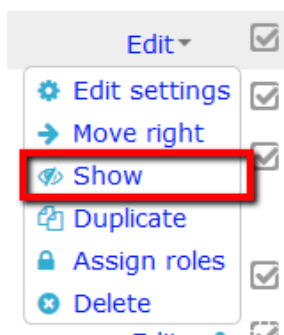 Edit
Edit settings
Move right
Show
Duplicate
Assign roles
Delete